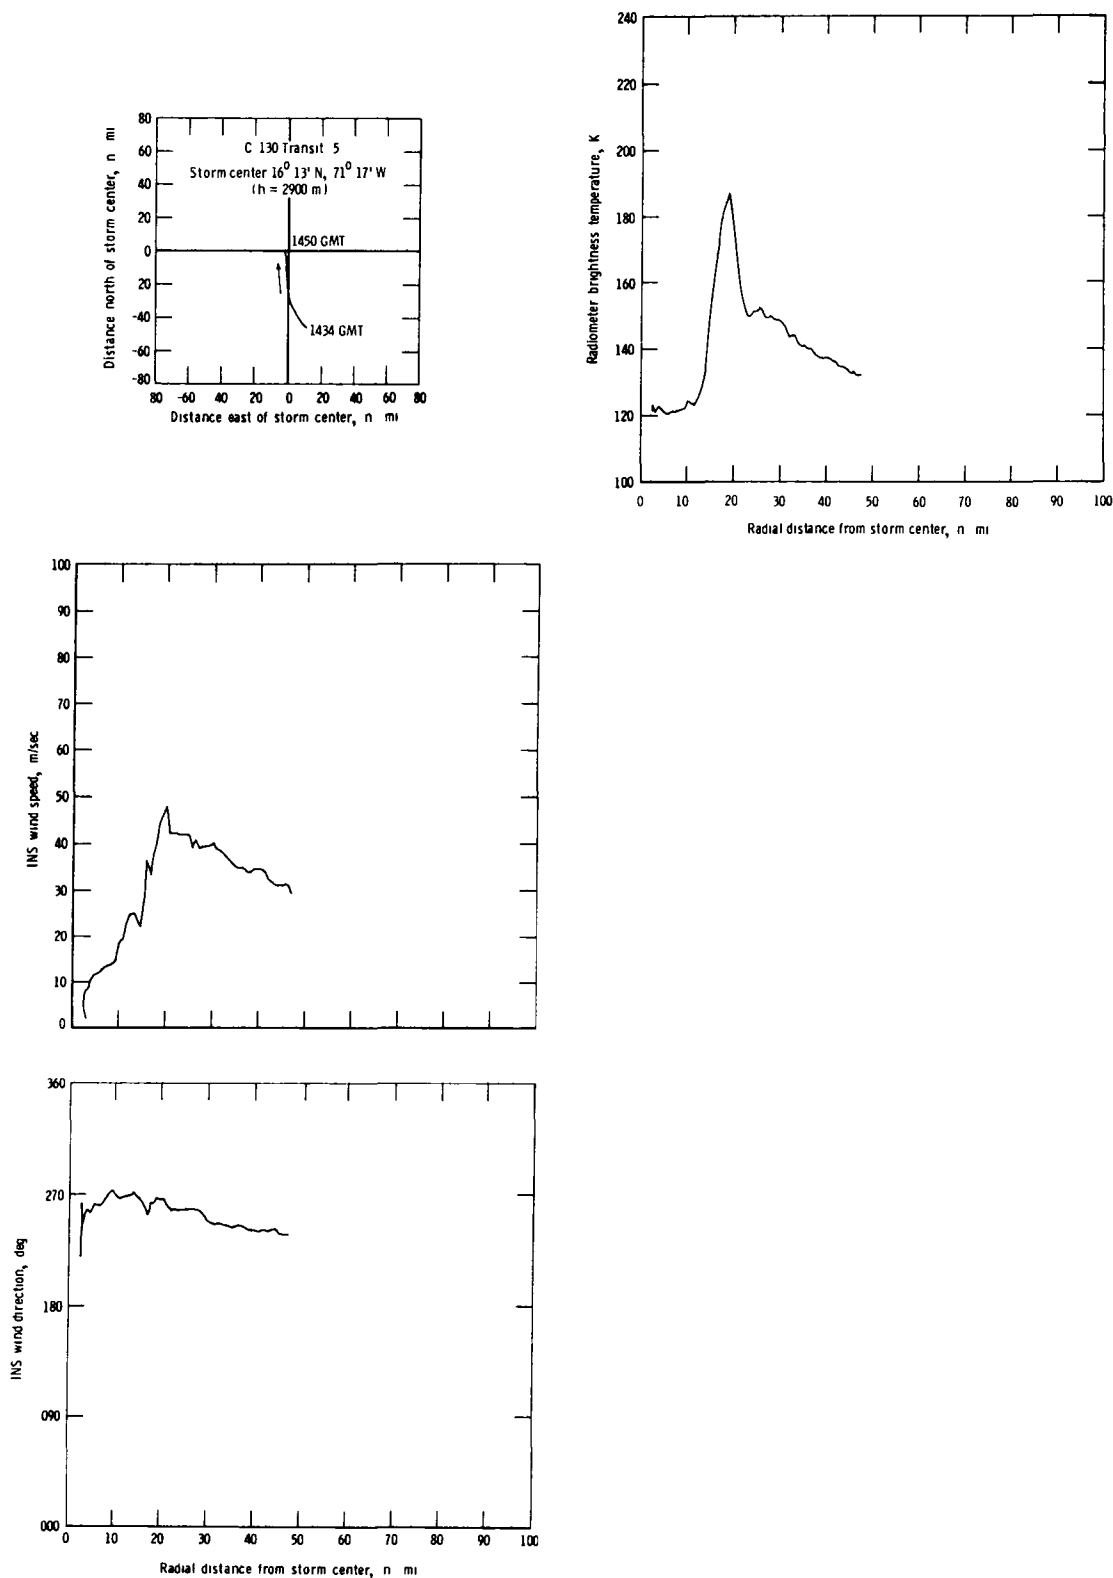 80
60
40
20
0
20
-40
-60
-80
Distance north of storm center, n mi
C 130 Transit 5
Storm center 16° 13' N, 71° 17' W
(h = 2900 m)
1450 GMT
1434 GMT
80 -60 40 20 0 20 40 60 80
Distance east of storm center, n mi
240
220
200
180
160
140
120
100
Radiometer brightness temperature, K
0 10 20 30 40 50 60 70 80 90 100
Radial distance from storm center, n mi
100
90
80
70
60
50
40
30
20
10
0
INS wind speed, m/sec
360
270
180
090
000
INS wind direction, deg
0 10 20 30 40 50 60 70 80 90 100
Radial distance from storm center, n mi